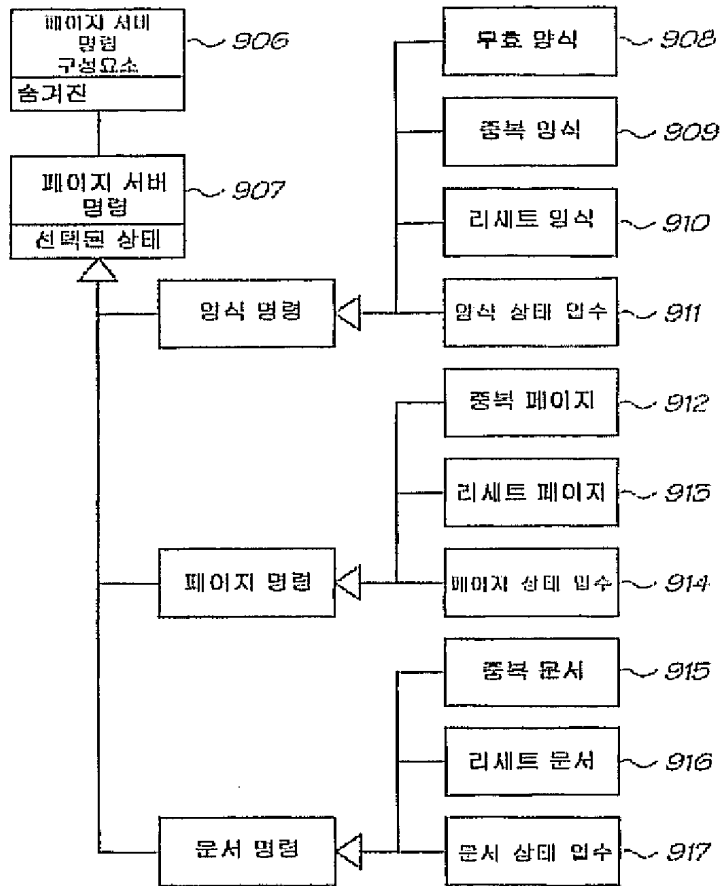 페이지 서비
명령
구성요소
숨겨진
906
페이지 서버
명령
선택된 상태
907
양식 명령
무효 양식
908
중복 양식
909
리세트 양식
910
양식 상태 입수
911
페이지 명령
중복 페이지
912
리세트 페이지
913
페이지 상태 입수
914
문서 명령
중복 문서
915
리세트 문서
916
문서 상태 입수
917